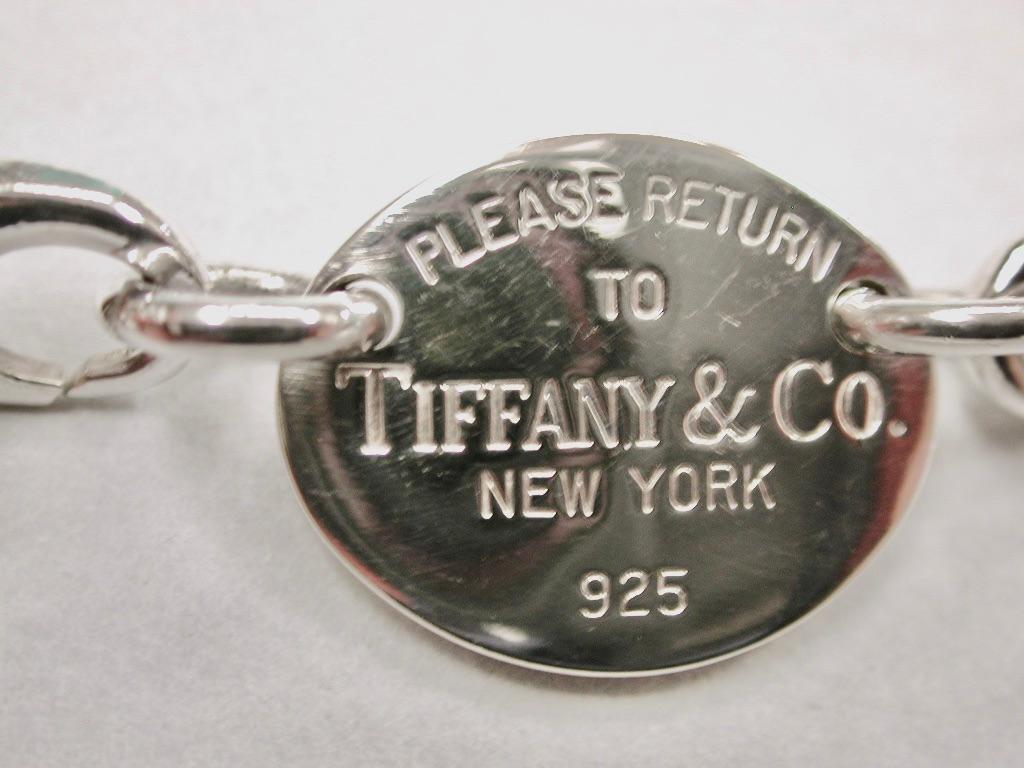 PLEASE RETURN
TO
TIFFANY & CO.
NEW YORK
925